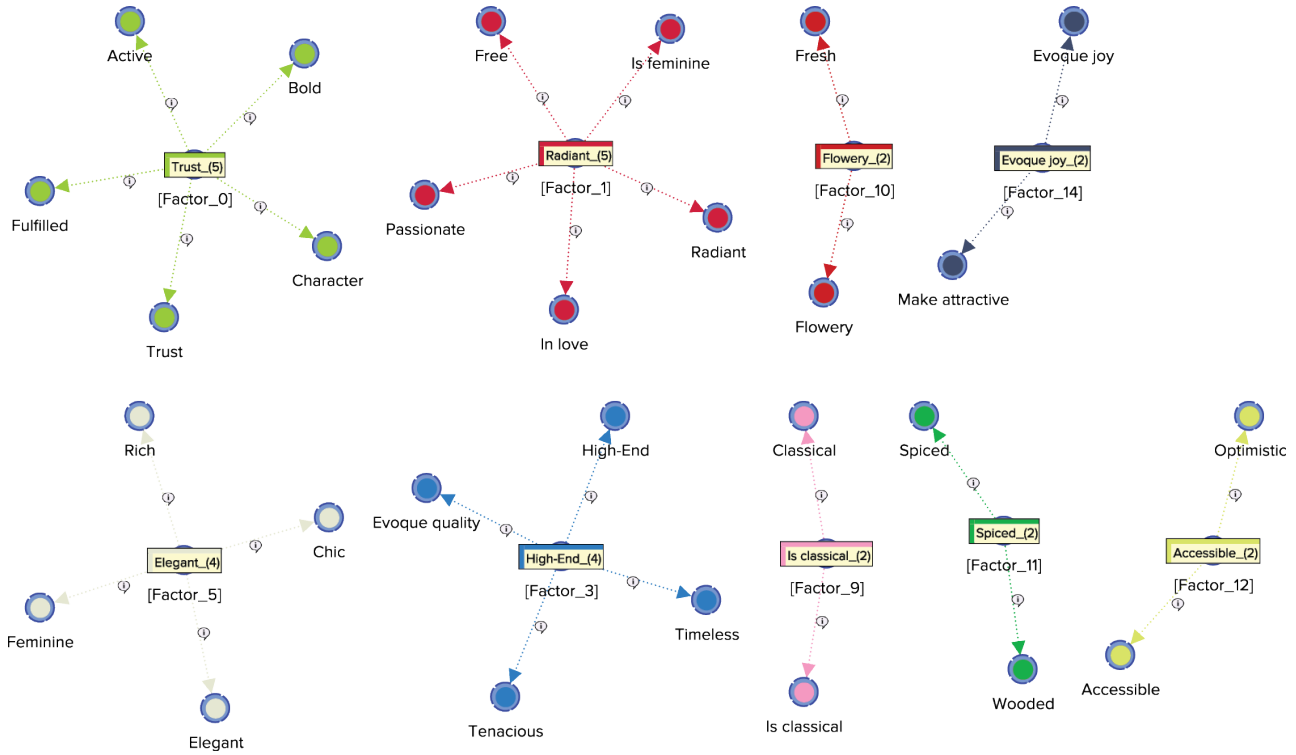 Active
Bold
Trust_(5)
[Factor_0]
Fulfilled
Character
Trust
Free
Is feminine
Radiant_(5)
[Factor_1]
Passionate
Radiant
In love
Fresh
Flowery_(2)
[Factor_10]
Flowery
Evoque joy
Evoque joy_(2)
[Factor_14]
Make attractive
Rich
Chic
Elegant_(4)
[Factor_5]
Feminine
Elegant
High-End
Evoque quality
High-End_(4)
[Factor_3]
Timeless
Tenacious
Classical
Is classical_(2)
[Factor_9]
Is classical
Spiced
Spiced_(2)
[Factor_11]
Wooded
Optimistic
Accessible_(2)
[Factor_12]
Accessible